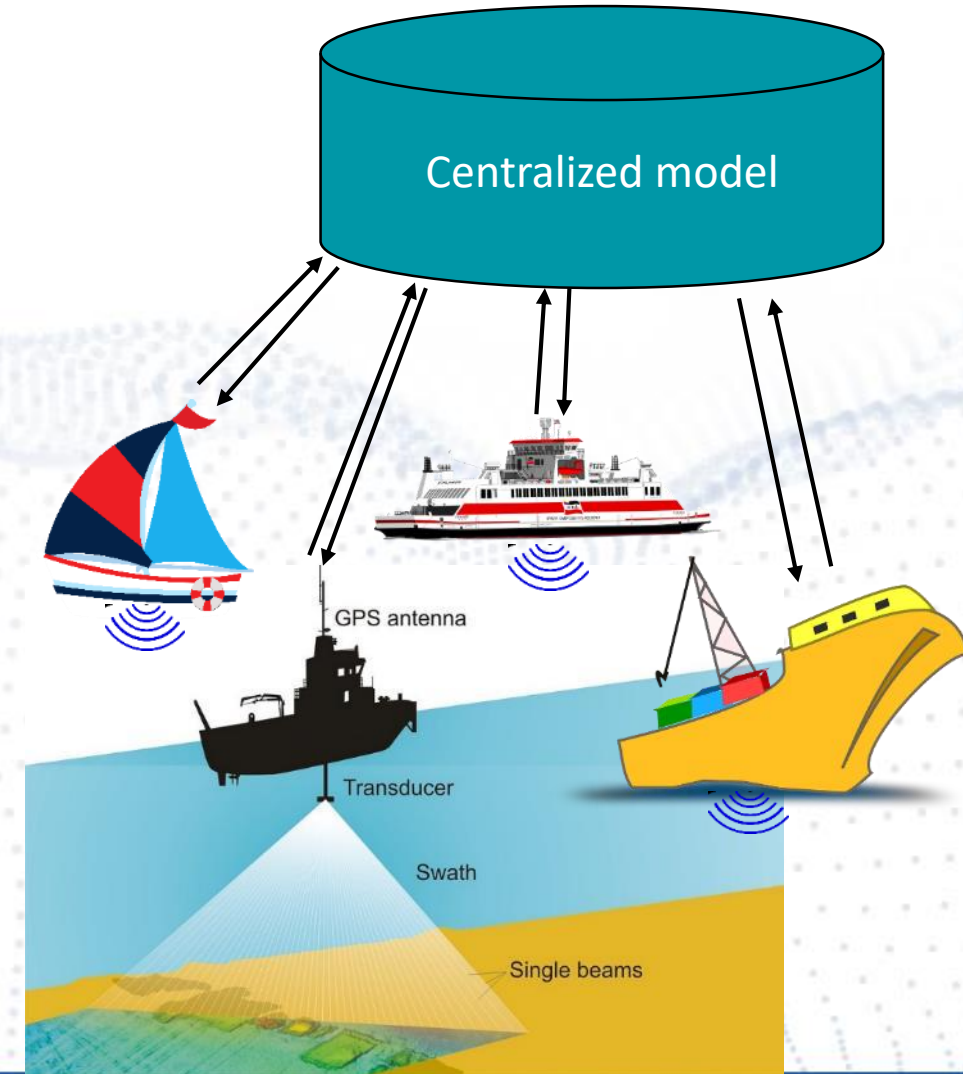 Centralized model
GPS antenna
Transducer
Swath
Single beams